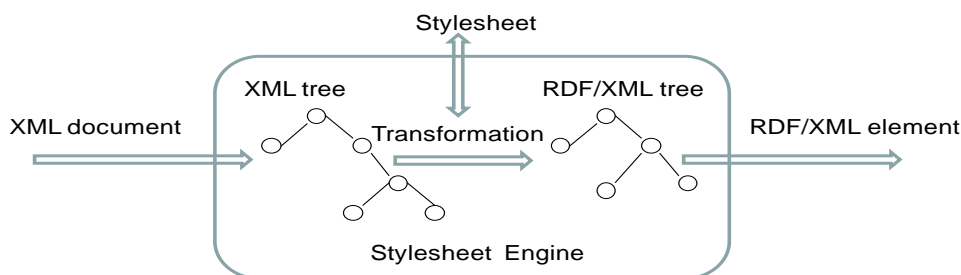 Stylesheet
XML tree
RDF/XML tree
XML document
Transformation
RDF/XML element
Stylesheet Engine